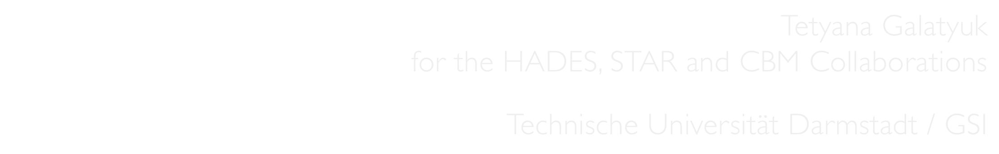 Tetyana Galatyuk
for the HADES, STAR and CBM Collaborations
Technische Universität Darmstadt / GSI